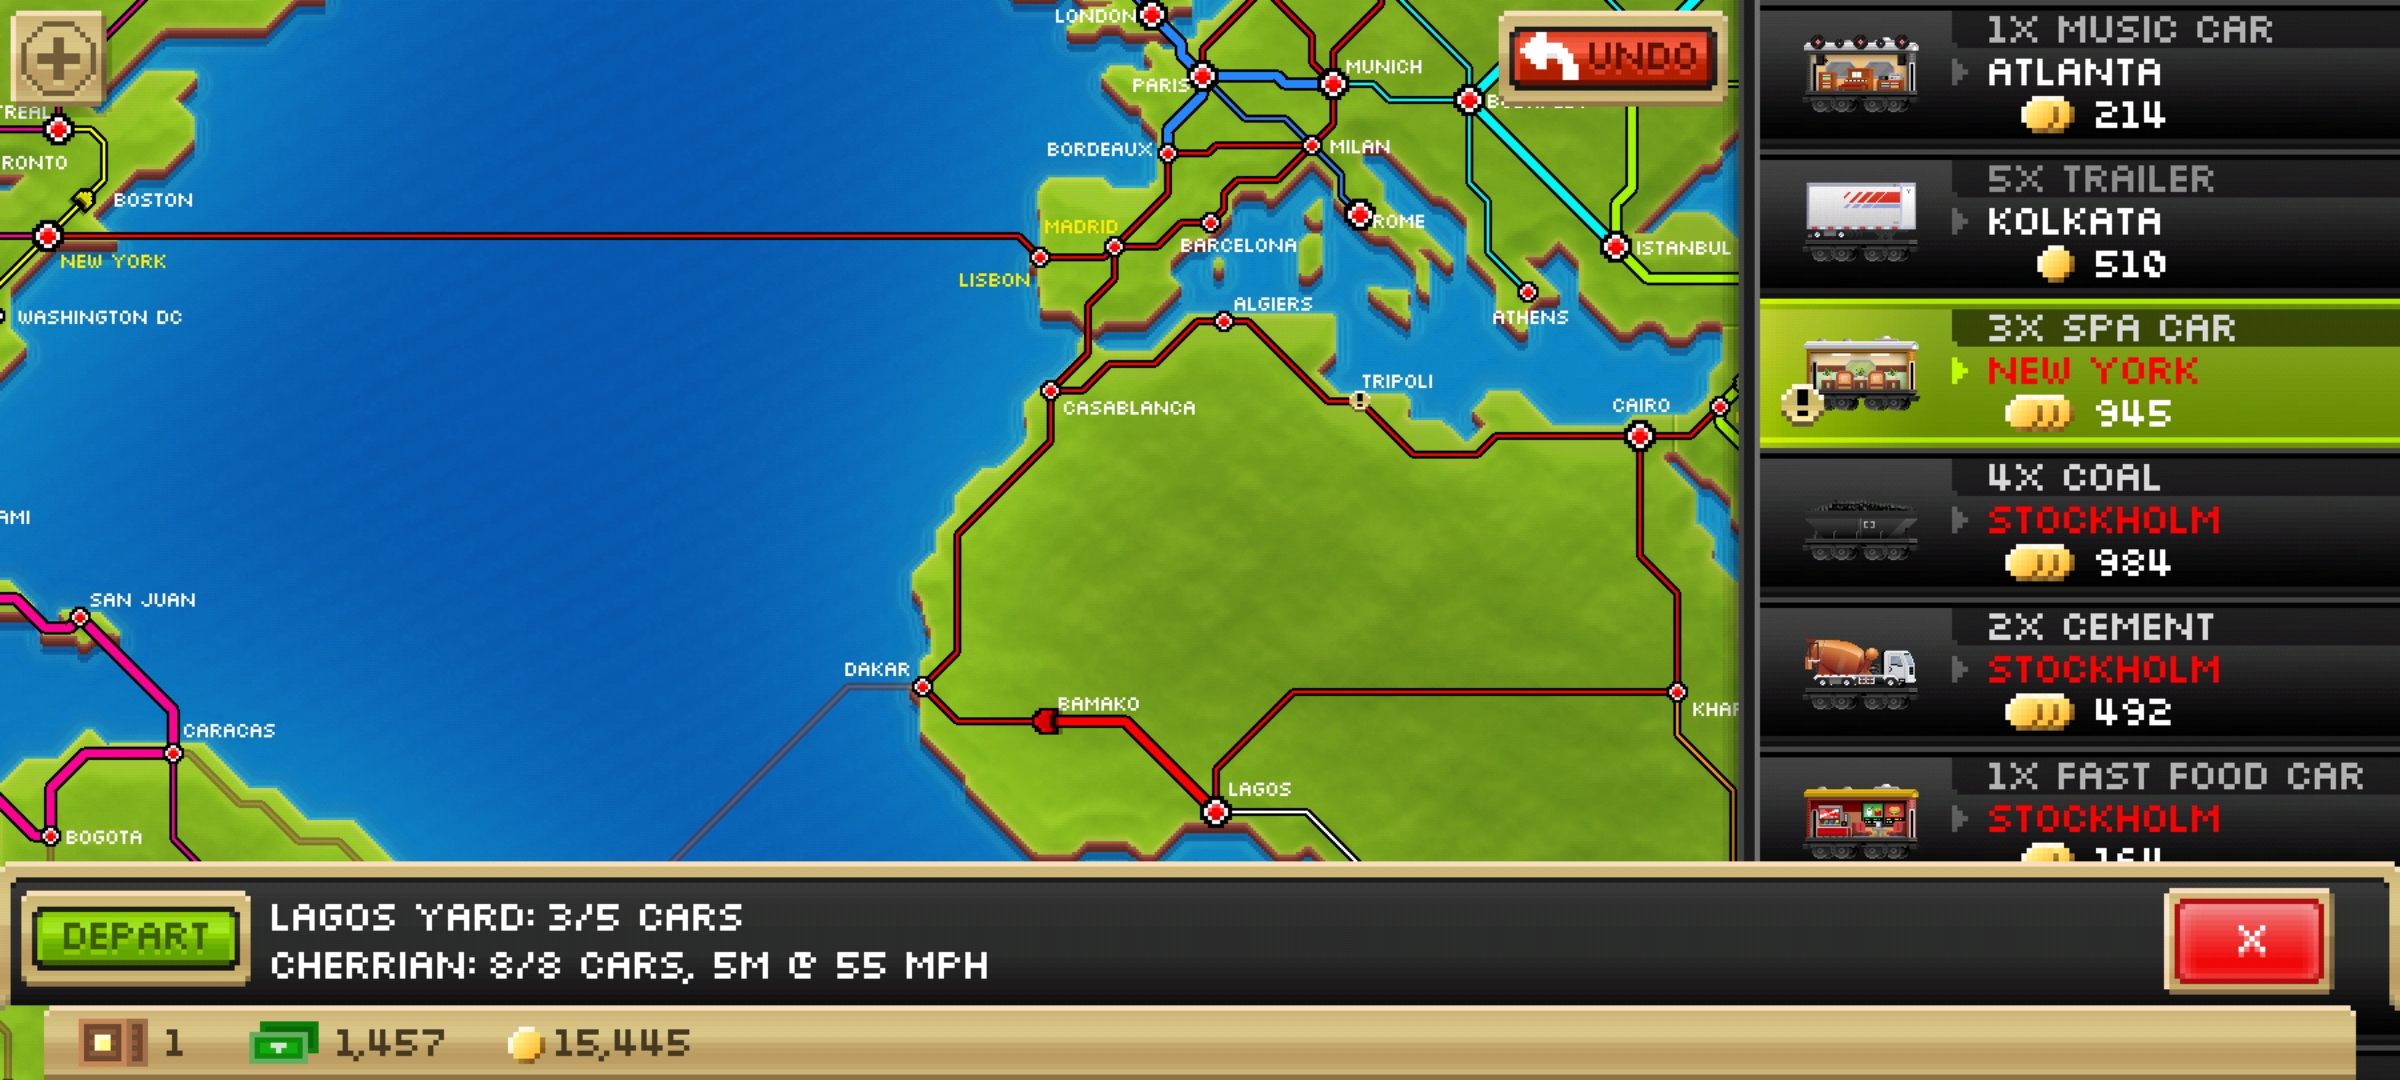 LONDON
PARIS
MUNICH
UNDO
BORDEAUX
MILAN
TREAL
RONTO
BOSTON
NEW YORK
WASHINGTON DC
MADRID
BARCELONA
ROME
ISTANBUL
LISBON
ALGIERS
ATHENS
TRIPOLI
CASABLANCA
CAIRO
AMI
SAN JUAN
DAKAR
BAMAKO
KHAR
CARACAS
LAGOS
BOGOTA
1X MUSIC CAR
ATLANTA
214
5X TRAILER
KOLKATA
510
3X SPA CAR
NEW YORK
945
4X COAL
STOCKHOLM
984
2X CEMENT
STOCKHOLM
492
1X FAST FOOD CAR
STOCKHOLM
164
DEPART
LAGOS YARD: 3/5 CARS
CHERRIAN: 8/8 CARS, 5M @ 55 MPH
X
1
1,457
15,445